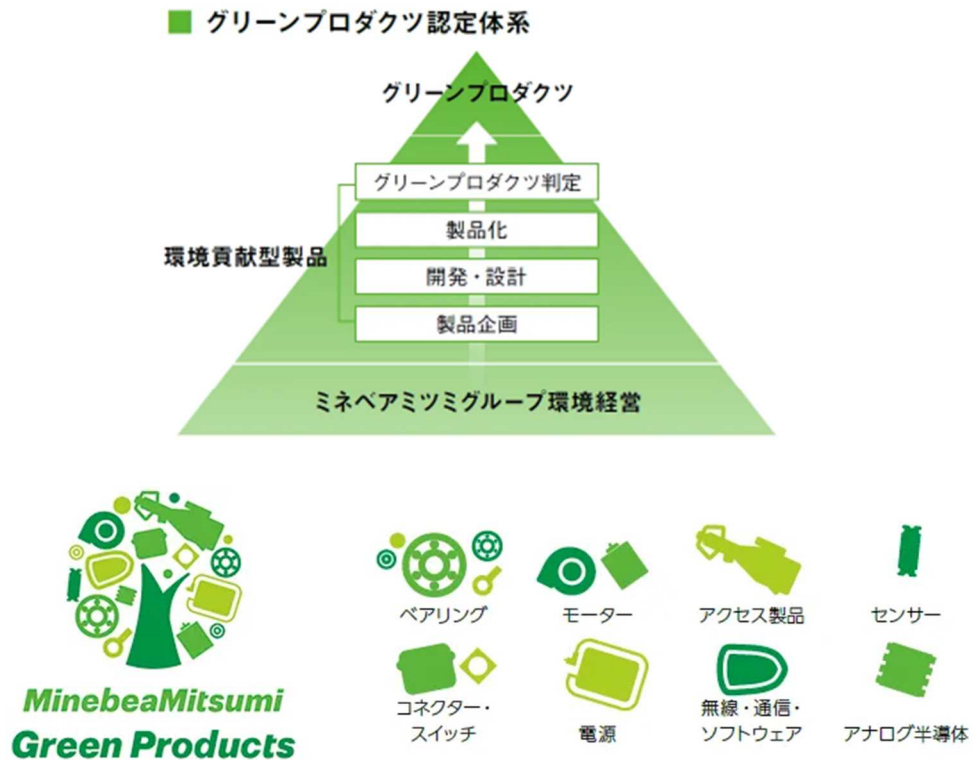 グリーンプロダクツ認定体系
グリーンプロダクツ
グリーンプロダクツ判定
製品化
環境貢献型製品
開発・設計
製品企画
ミネベアミツミグループ環境経営
ベアリング
モーター
アクセス製品
センサー
コネクター・
スイッチ
電源
無線・通信・
ソフトウェア
アナログ半導体
MinebeaMitsumi
Green Products